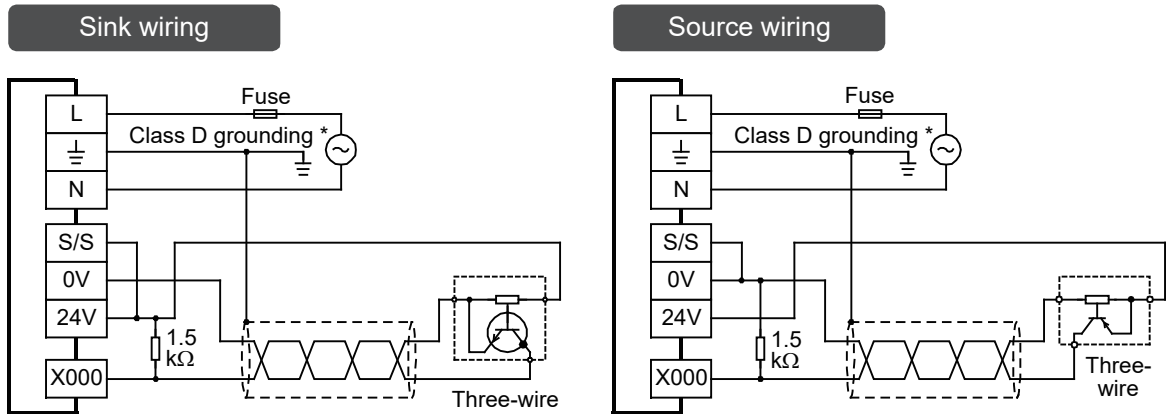 Sink wiring
L
Fuse
Class D grounding *
N
S/S
0V
24V
1.5
kΩ
X000
Three-wire
Source wiring
L
Fuse
Class D grounding *
N
S/S
0V
24V
1.5
kΩ
X000
Three-
wire